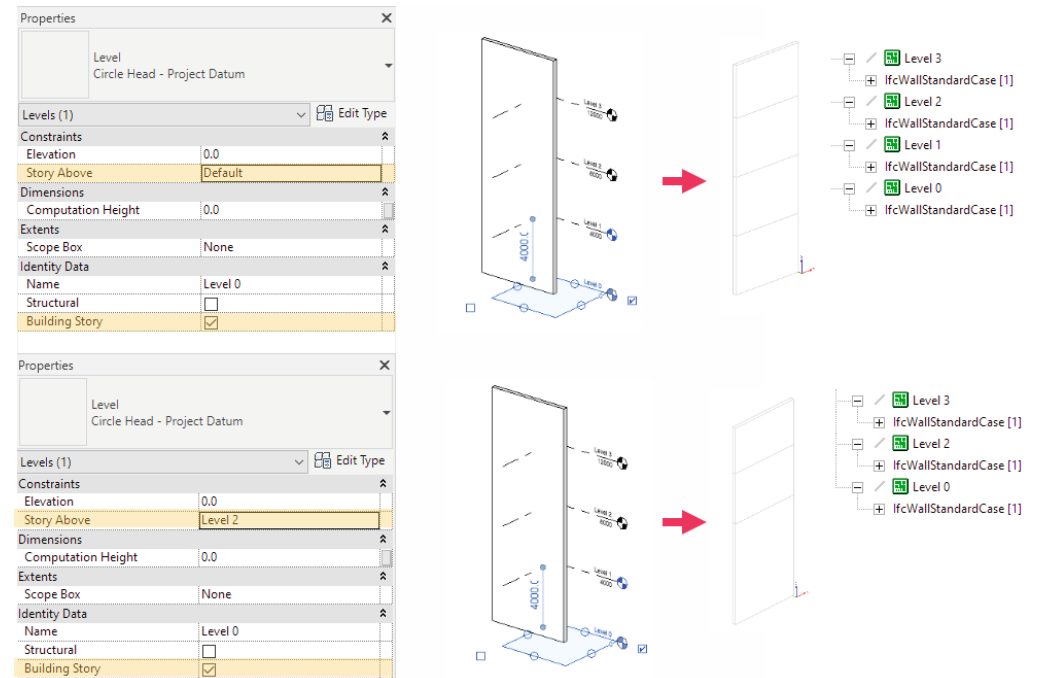 Properties
Level
Circle Head - Project Datum
Levels (1)
Edit Type
Constraints
Elevation 0.0
Story Above Default
Dimensions
Computation Height 0.0
Extents
Scope Box None
Identity Data
Name Level 0
Structural
Building Story
Level 3
12000
Level 2
8000
Level 1
4000
4000.0
Level 0
Level 3
IfcWallStandardCase [1]
Level 2
IfcWallStandardCase [1]
Level 1
IfcWallStandardCase [1]
Level 0
IfcWallStandardCase [1]
Properties
Level
Circle Head - Project Datum
Levels (1)
Edit Type
Constraints
Elevation 0.0
Story Above Level 2
Dimensions
Computation Height 0.0
Extents
Scope Box None
Identity Data
Name Level 0
Structural
Building Story
Level 3
12000
Level 2
8000
Level 1
4000
4000.0
Level 0
Level 3
IfcWallStandardCase [1]
Level 2
IfcWallStandardCase [1]
Level 0
IfcWallStandardCase [1]